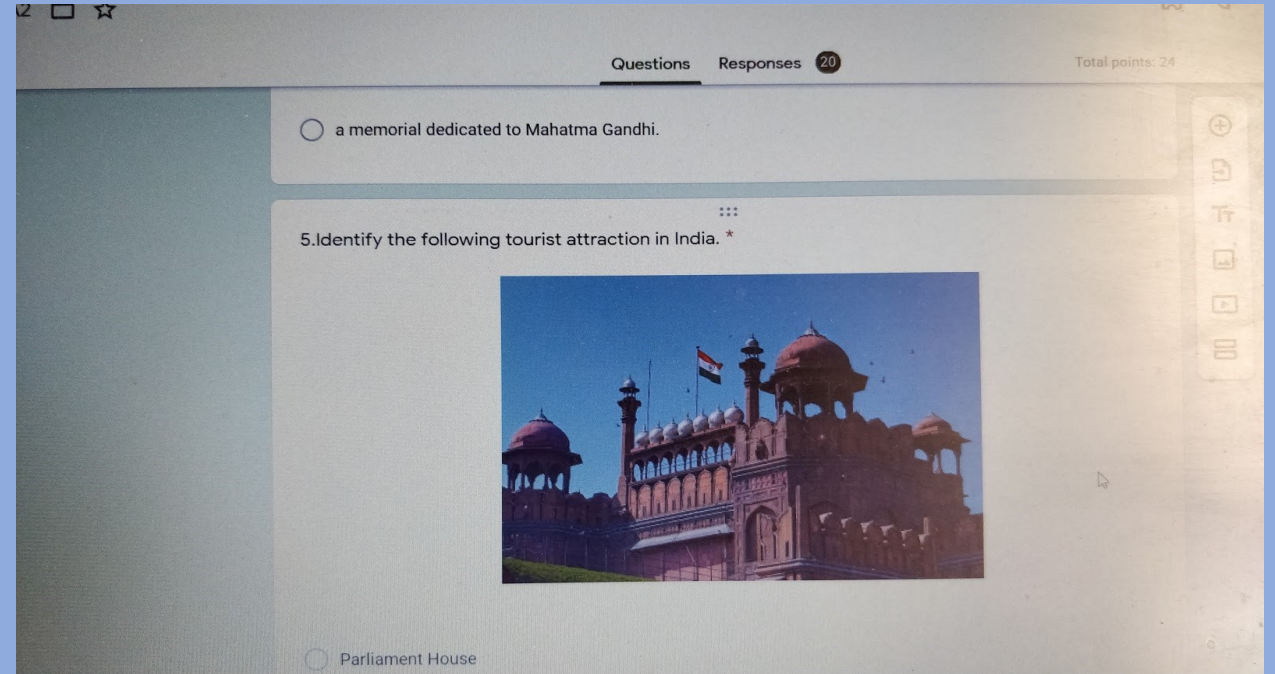 Questions Responses 20 Total points: 24
a memorial dedicated to Mahatma Gandhi.
5.Identify the following tourist attraction in India. *
Parliament House